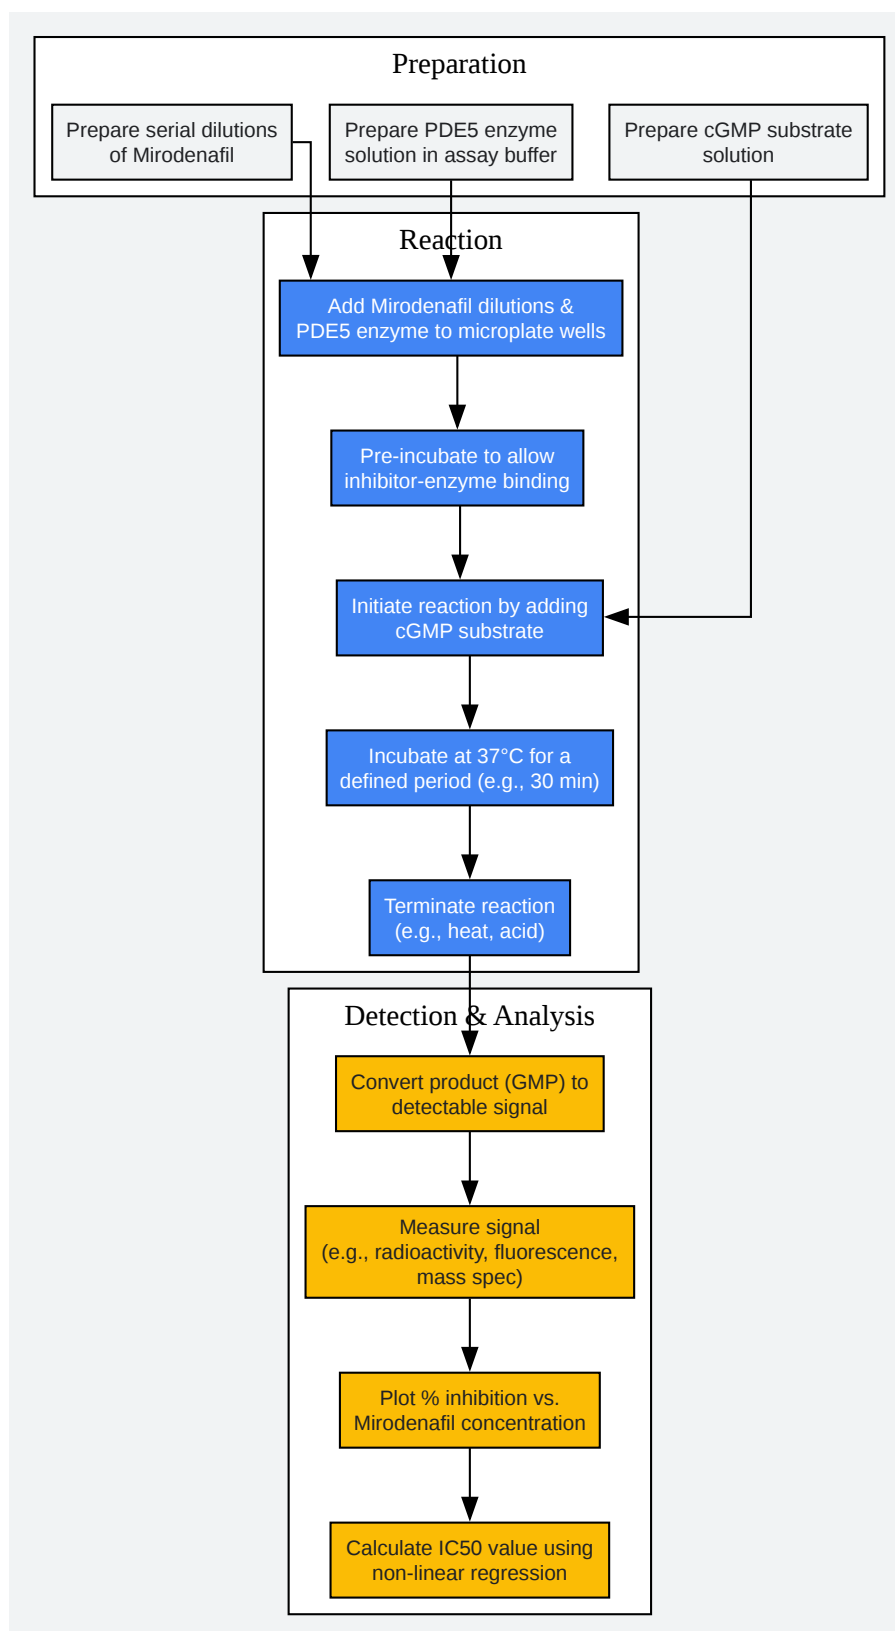 Preparation
Prepare serial dilutions
of Mirodenafil
Prepare PDE5 enzyme
solution in assay buffer
Prepare cGMP substrate
solution
Reaction
Add Mirodenafil dilutions &
PDE5 enzyme to microplate wells
Pre-incubate to allow
inhibitor-enzyme binding
Initiate reaction by adding
cGMP substrate
Incubate at 37°C for a
defined period (e.g., 30 min)
Terminate reaction
(e.g., heat, acid)
Detection & Analysis
Convert product (GMP) to
detectable signal
Measure signal
(e.g., radioactivity, fluorescence,
mass spec)
Plot % inhibition vs.
Mirodenafil concentration
Calculate IC50 value using
non-linear regression